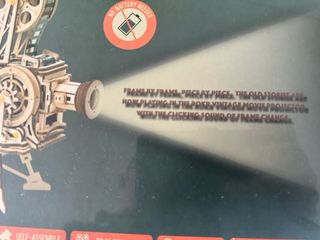 NO BATTERY NEEDED
FRAME BY FRAME, PIECE BY PIECE, THE OLD STORIES ARE
NOW PLAYING IN THE ROKR VINTAGE MOVIE PROJECTOR
WITH THE CLICKING SOUND OF FRAME CHANGE.
SELF-ASSEMBLE